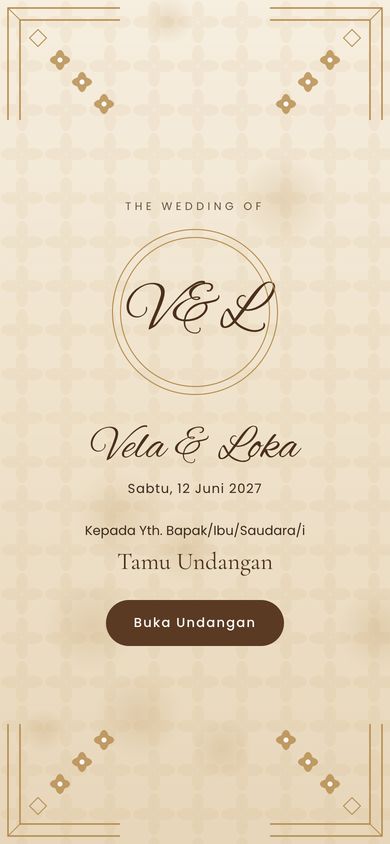 THE WEDDING OF
V&L
Vela & Loka
Sabtu, 12 Juni 2027
Kepada Yth. Bapak/Ibu/Saudara/i
Tamu Undangan
Buka Undangan